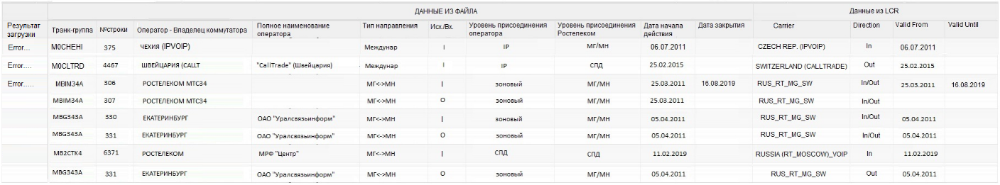 ДАННЫЕ ИЗ ФАЙЛА Данные из LCR
Результат загрузки Транк-группа №строки Оператор - Владелец коммутатора Полное наименование оператора Тип направления Исх./Вх. Уровень присоединения оператора Уровень присоединения Ростелеком Дата начала действия Дата закрытия Carrier Direction Valid From Valid Until
Error... M0CHEHI 375 ЧЕХИЯ (IPVOIP) Междунар I IP МГ/МН 06.07.2011 CZECH REP. (IPVOIP) In 06.07.2011
Error..... M0CLTRD 4467 ШВЕЙЦАРИЯ (CALLT "CallTrade" (Швейцария) Междунар I IP СПД 25.02.2015 SWITZERLAND (CALLTRADE) Out 25.02.2015
Error..... MBIM34A 306 РОСТЕЛЕКОМ МТС34 МГ<->МН I зоновый МГ/МН 25.03.2011 16.08.2019 RUS_RT_MG_SW In/Out 25.03.2011 16.08.2019
MBIM34A 307 РОСТЕЛЕКОМ МТС34 МГ<->МН O зоновый МГ/МН 25.03.2011 RUS_RT_MG_SW In/Out
MBG343A 330 ЕКАТЕРИНБУРГ ОАО "Уралсвязьинформ" МГ<->МН I зоновый МГ/МН 05.04.2011 RUS_RT_MG_SW In/Out 05.04.2011
MBG343A 331 ЕКАТЕРИНБУРГ ОАО "Уралсвязьинформ" МГ<->МН O зоновый МГ/МН 05.04.2011 RUS_RT_MG_SW In/Out 05.04.2011
MB2CTK4 6371 РОСТЕЛЕКОМ МРФ "Центр" МГ<->МН I СПД СПД 11.02.2019 RUSSIA (RT_MOSCOW)_VOIP In 11.02.2019
MBG343A 331 ЕКАТЕРИНБУРГ ОАО "Уралсвязьинформ" МГ<->МН O зоновый МГ/МН 05.04.2011 RUS_RT_MG_SW Out 05.04.2011